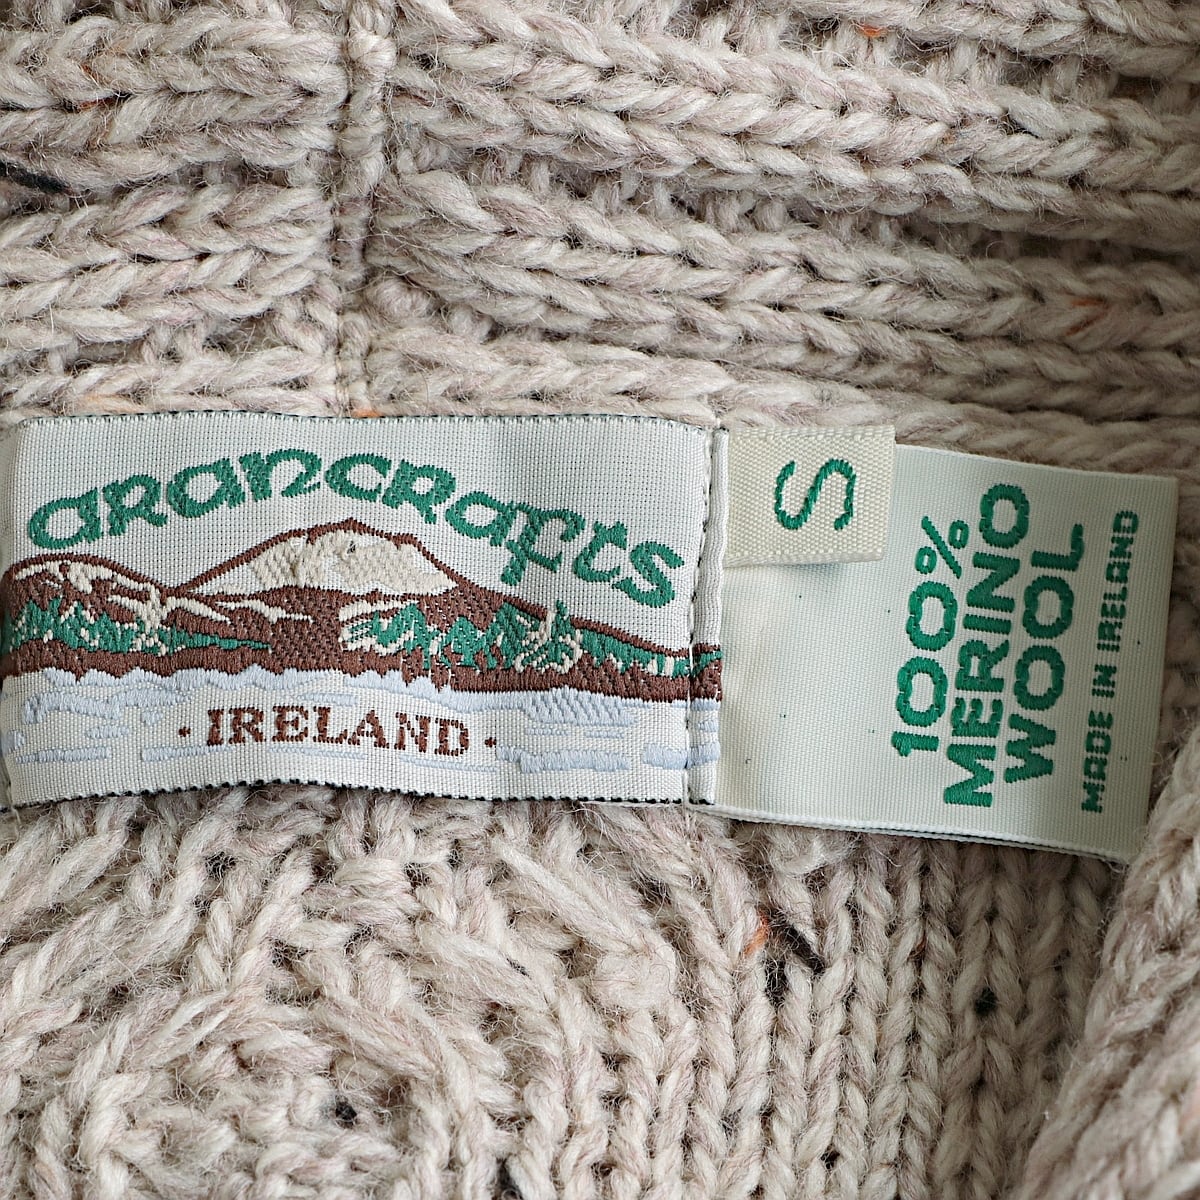 arancrafts
· IRELAND ·
S
100%
MERINO
WOOL
MADE IN IRELAND